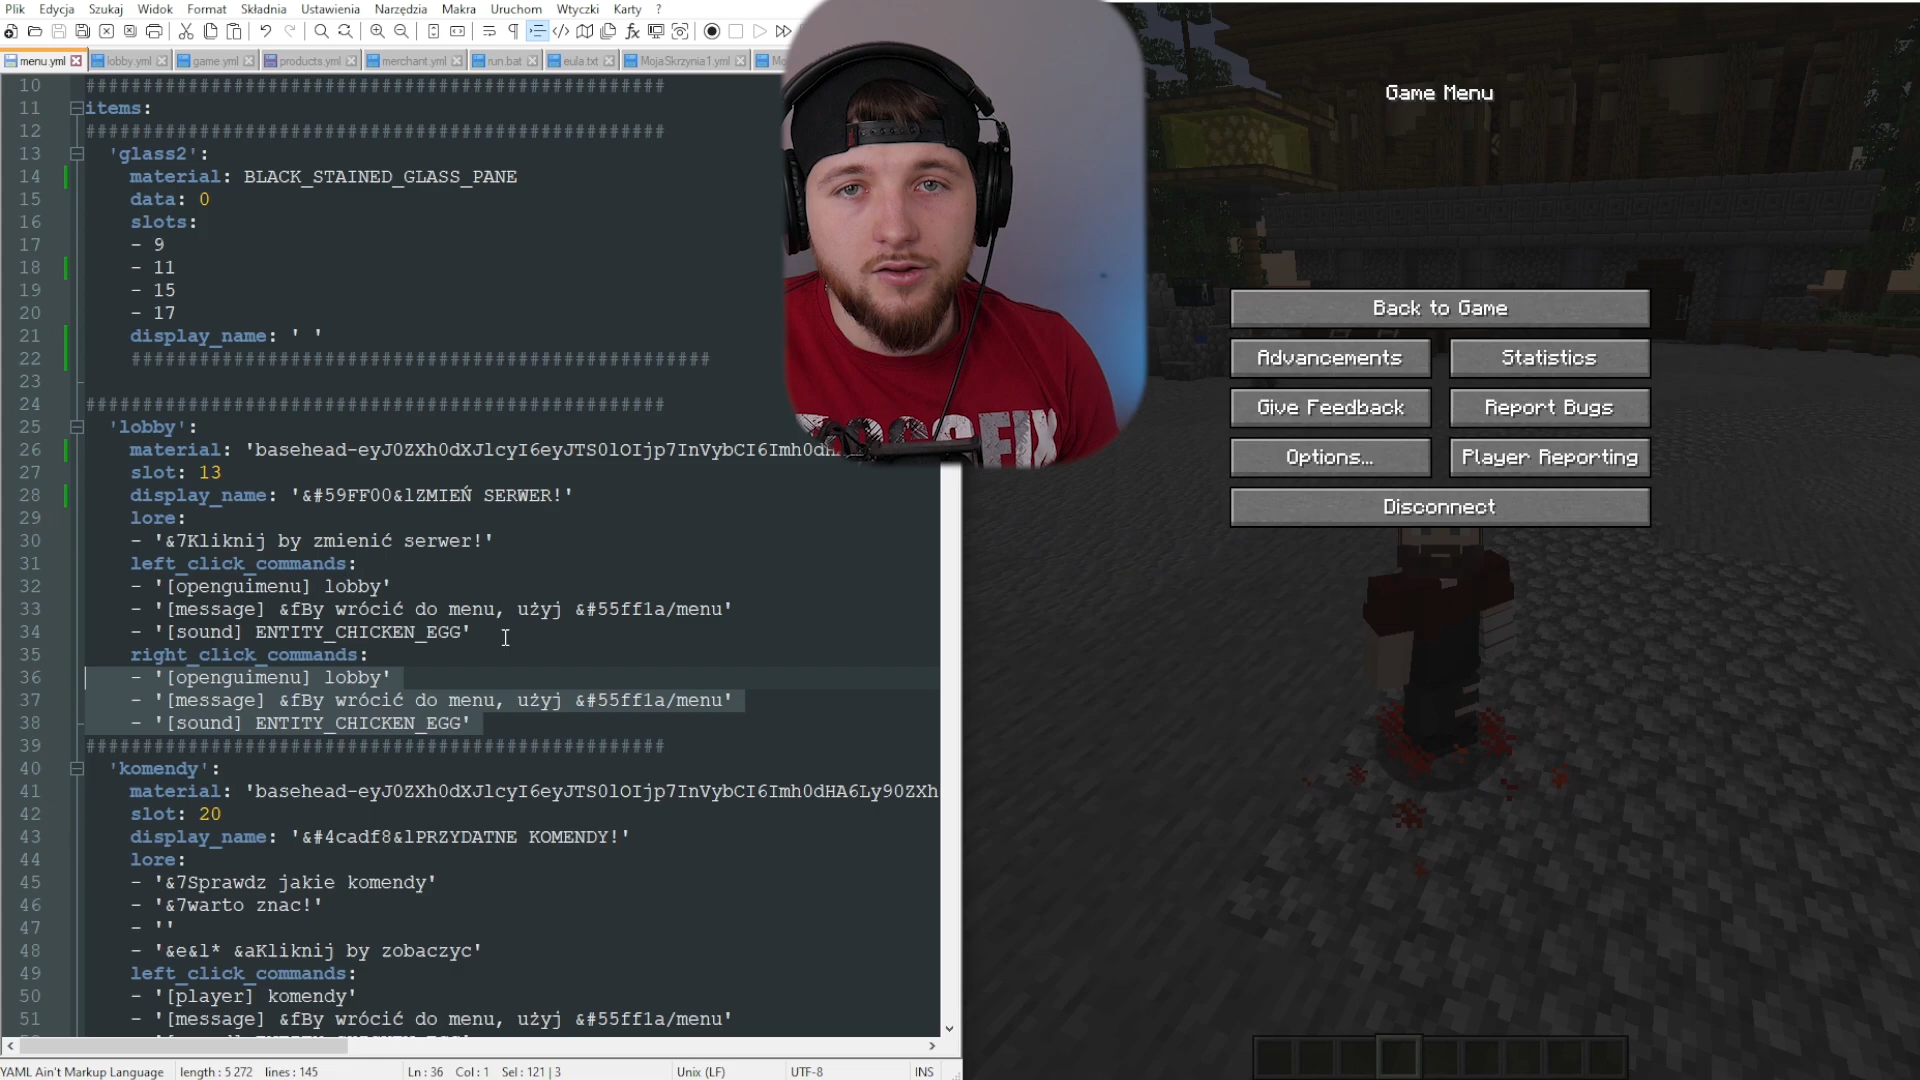 Plik Edycja Szukaj Widok Format Składnia Ustawienia Narzędzia Makra Uruchom Wtyczki Karty ?
menu.yml lobby.yml game.yml products.yml merchant.yml run.bat eula.txt MojaSkrzynia1.yml
10 ###################################################
11 items:
12 ###################################################
13 'glass2':
14 material: BLACK_STAINED_GLASS_PANE
15 data: 0
16 slots:
17 - 9
18 - 11
19 - 15
20 - 17
21 display_name: ' '
22 ###################################################
23
24 ###################################################
25 'lobby':
26 material: 'basehead-eyJ0ZXh0dXJlcyI6eyJTS0lOIjp7InVybCI6Imh0dH
27 slot: 13
28 display_name: '&#59FF00&lZMIEŃ SERWER!'
29 lore:
30 - '&7Kliknij by zmienić serwer!'
31 left_click_commands:
32 - '[openguimenu] lobby'
33 - '[message] &fBy wrócić do menu, użyj &#55ff1a/menu'
34 - '[sound] ENTITY_CHICKEN_EGG'
35 right_click_commands:
36 - '[openguimenu] lobby'
37 - '[message] &fBy wrócić do menu, użyj &#55ff1a/menu'
38 - '[sound] ENTITY_CHICKEN_EGG'
39 ###################################################
40 'komendy':
41 material: 'basehead-eyJ0ZXh0dXJlcyI6eyJTS0lOIjp7InVybCI6Imh0dHA6Ly90ZXh
42 slot: 20
43 display_name: '&#4cadf8&lPRZYDATNE KOMENDY!'
44 lore:
45 - '&7Sprawdz jakie komendy'
46 - '&7warto znac!'
47 - ''
48 - '&e&l* &aKliknij by zobaczyc'
49 left_click_commands:
50 - '[player] komendy'
51 - '[message] &fBy wrócić do menu, użyj &#55ff1a/menu'
YAML Ain't Markup Language length : 5 272 lines : 145 Ln : 36 Col : 1 Sel : 121 | 3 Unix (LF) UTF-8 INS
Game Menu
Back to Game
Advancements Statistics
Give Feedback Report Bugs
Options... Player Reporting
Disconnect